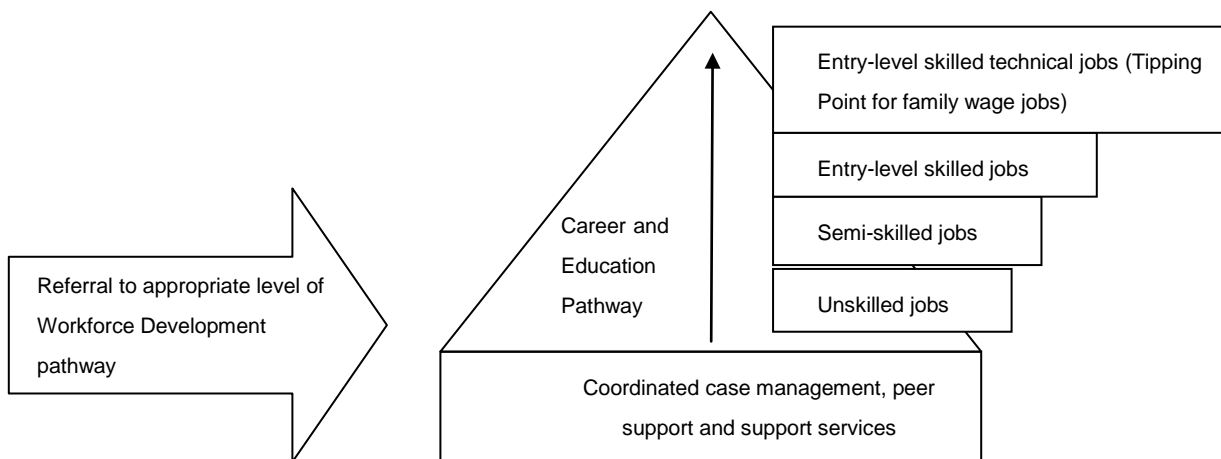 Referral to appropriate level of
Workforce Development
pathway
Career and
Education
Pathway
Entry-level skilled technical jobs (Tipping
Point for family wage jobs)
Entry-level skilled jobs
Semi-skilled jobs
Unskilled jobs
Coordinated case management, peer
support and support services